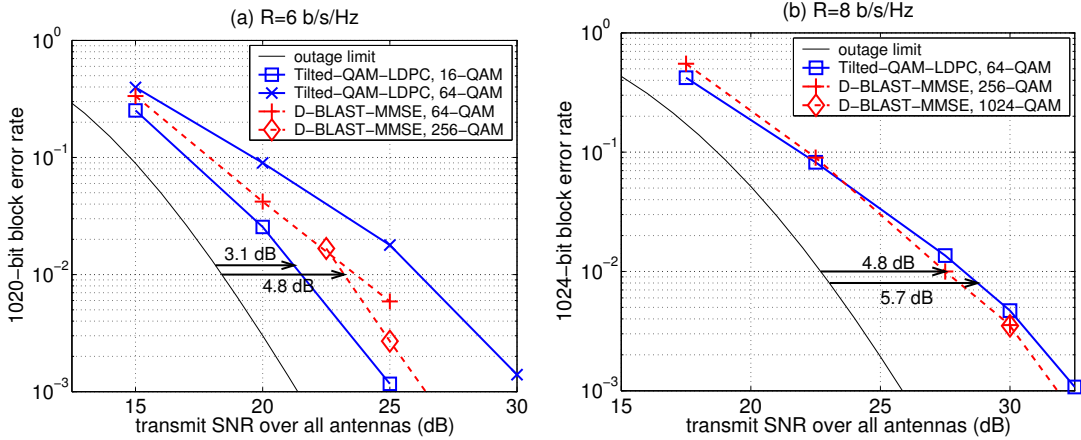 (a) R=6 b/s/Hz
10^0
10^-1
10^-2
10^-3
1020-bit block error rate
outage limit
Tilted-QAM-LDPC, 16-QAM
Tilted-QAM-LDPC, 64-QAM
D-BLAST-MMSE, 64-QAM
D-BLAST-MMSE, 256-QAM
3.1 dB
4.8 dB
15 20 25 30
transmit SNR over all antennas (dB)
(b) R=8 b/s/Hz
10^0
10^-1
10^-2
10^-3
1024-bit block error rate
outage limit
Tilted-QAM-LDPC, 64-QAM
D-BLAST-MMSE, 256-QAM
D-BLAST-MMSE, 1024-QAM
4.8 dB
5.7 dB
15 20 25 30
transmit SNR over all antennas (dB)